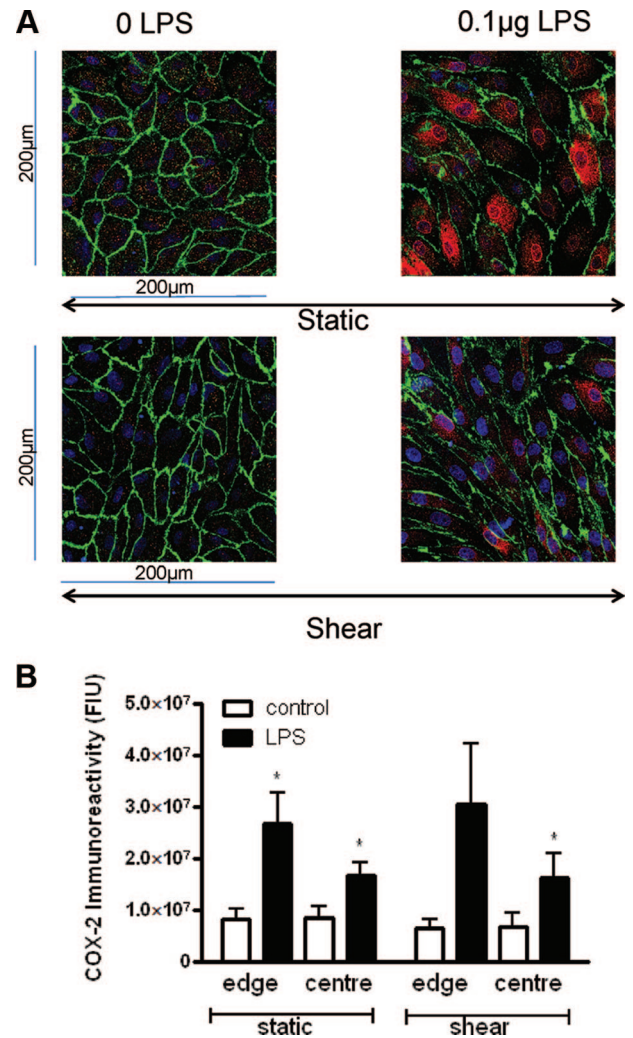 A
0 LPS
0.1µg LPS
200µm
200µm
Static
200µm
200µm
Shear
B
COX-2 Immunoreactivity (FIU)
5.0×10⁷
4.0×10⁷
3.0×10⁷
2.0×10⁷
1.0×10⁷
0
control
LPS
*
*
*
edge
centre
edge
centre
static
shear